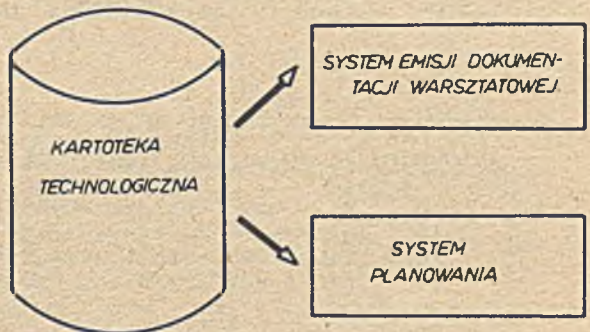 KARTOTEKA
TECHNOLOGICZNA
SYSTEM EMISJI DOKUMEN-
TACJI WARSZTATOWEJ
SYSTEM
PLANOWANIA